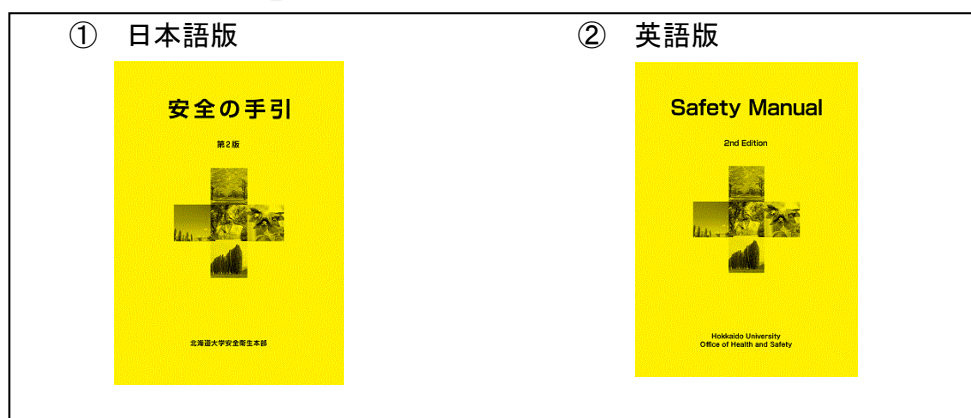 ① 日本語版
安全の手引
第2版
北海道大学安全衛生本部
② 英語版
Safety Manual
2nd Edition
Hokkaido University
Office of Health and Safety